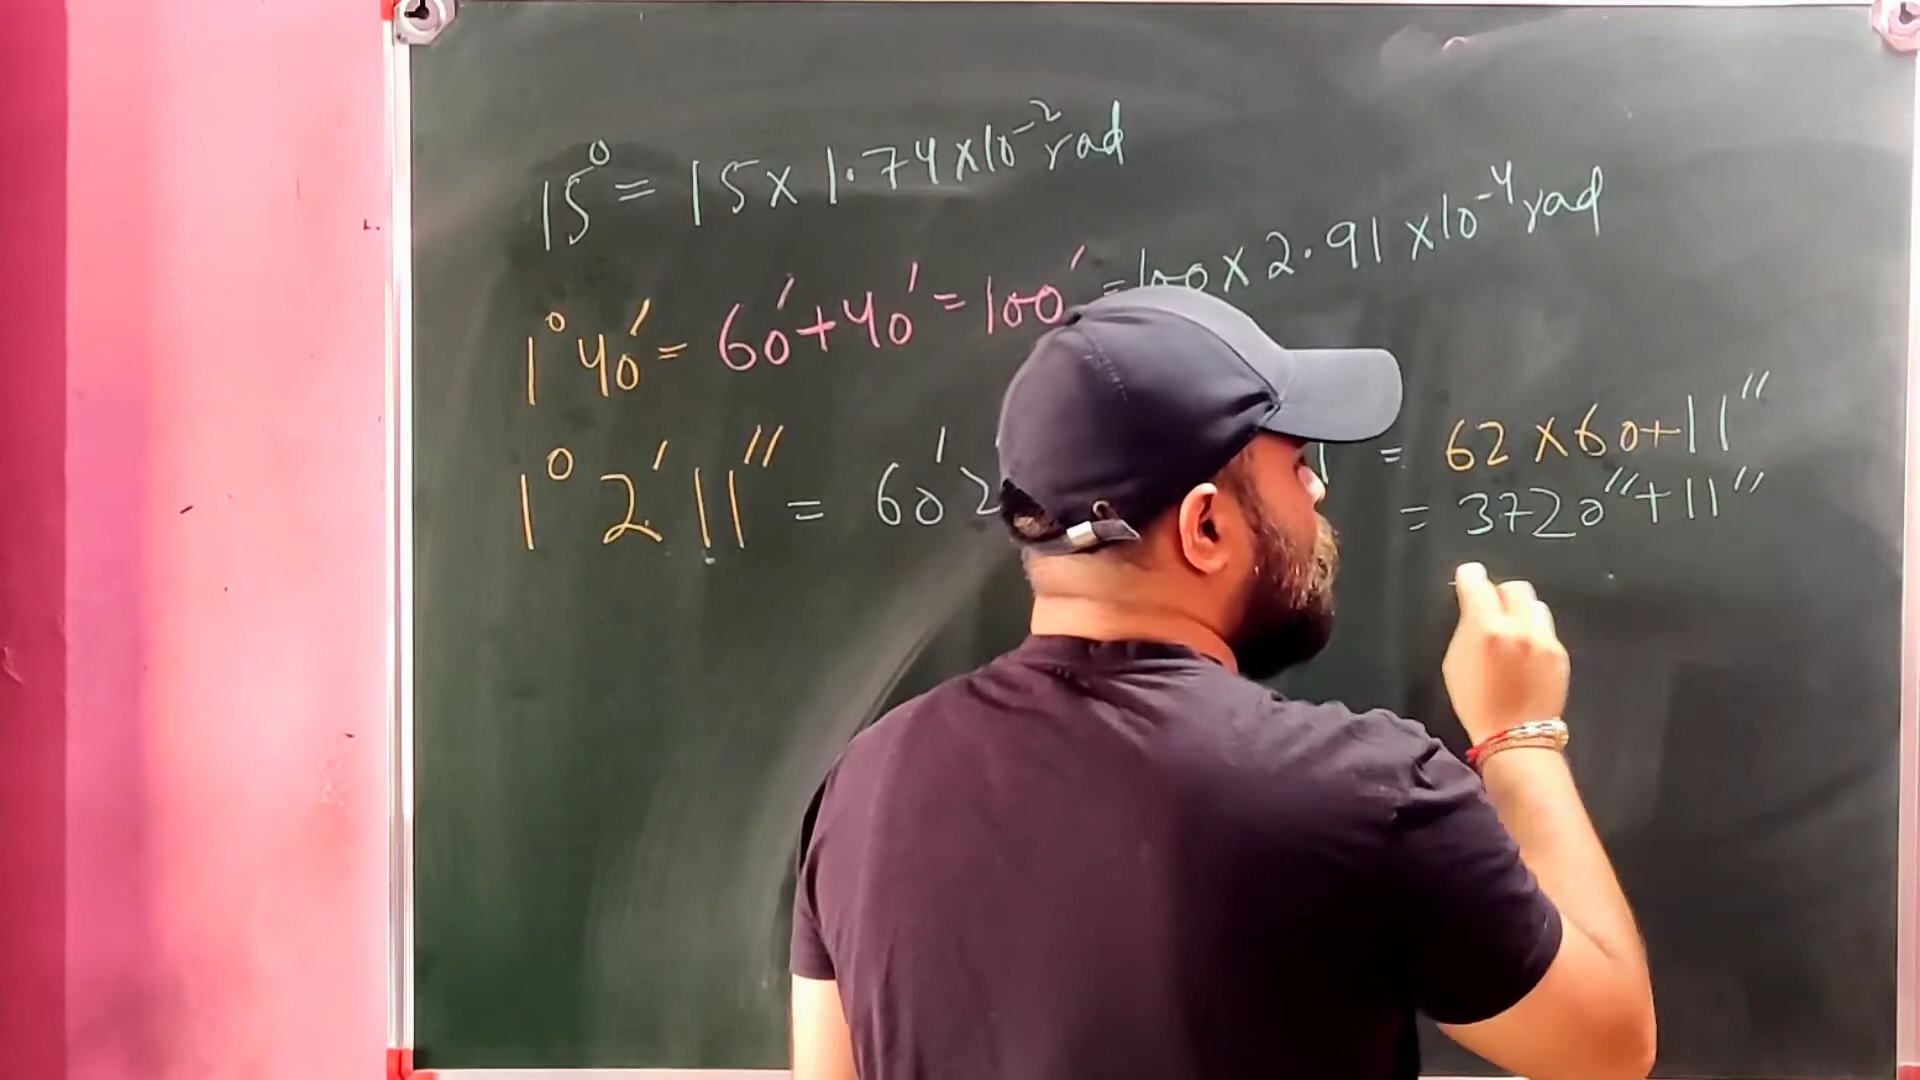 15° = 15 x 1.74 x 10⁻² rad
1° 40′ = 60′ + 40′ = 100′ = 100 x 2.91 x 10⁻⁴ rad
1° 2′ 11″ = 60′ 2 = 62 x 60 + 11″
= 3720″ + 11″